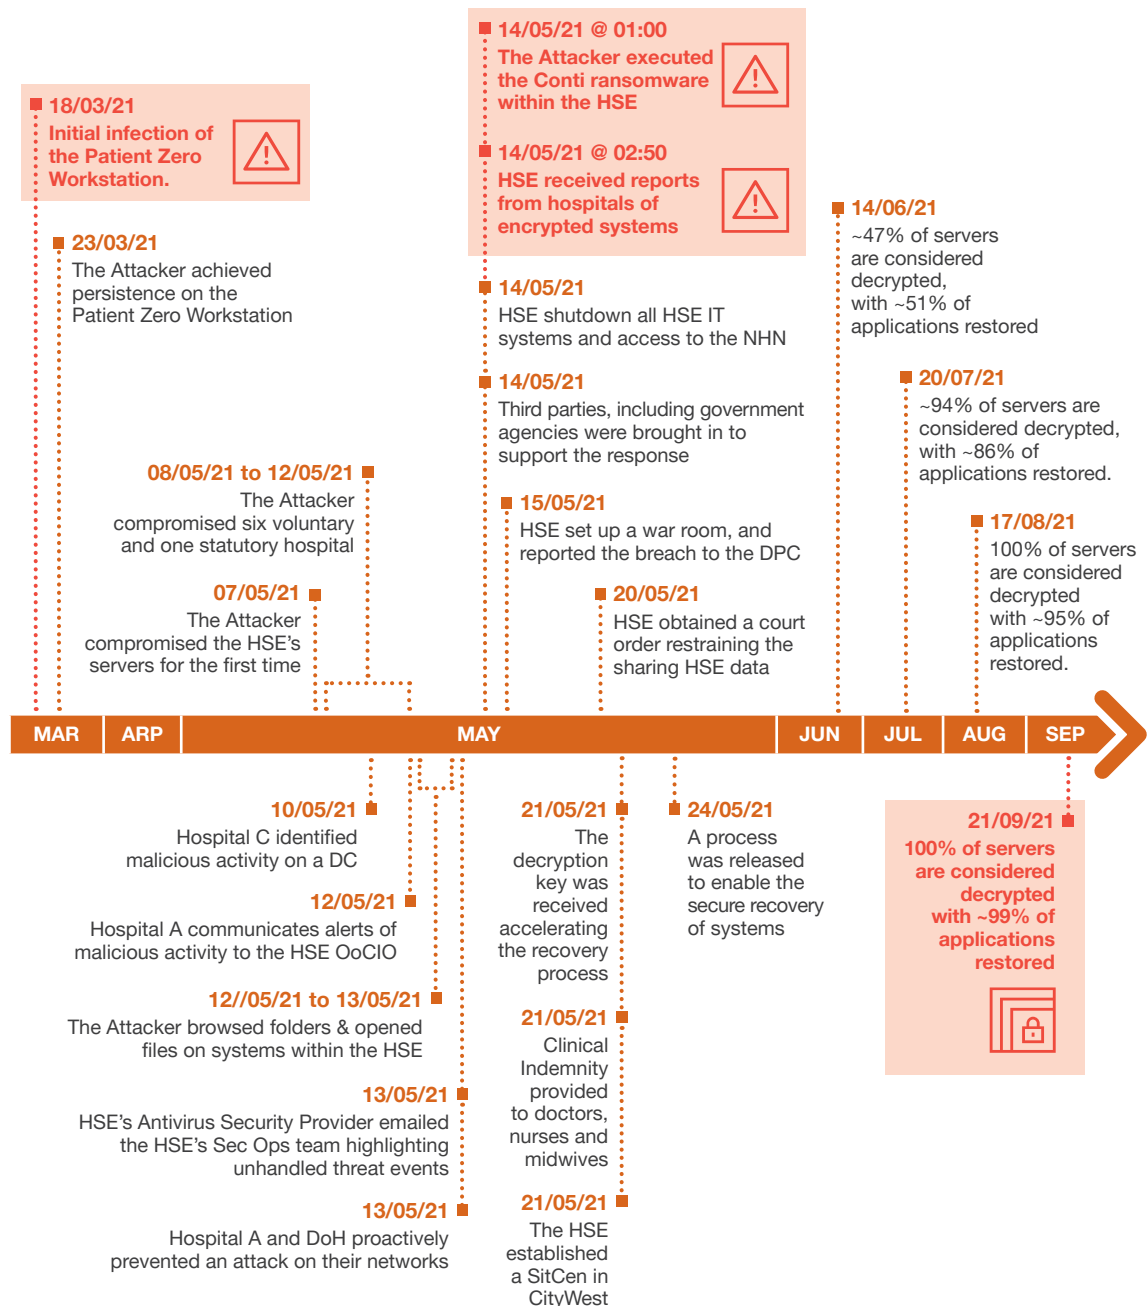 14/05/21 @ 01:00
The Attacker executed
the Conti ransomware
within the HSE
18/03/21
Initial infection of
the Patient Zero
Workstation.
14/05/21 @ 02:50
HSE received reports
from hospitals of
encrypted systems
14/06/21
~47% of servers
are considered
decrypted,
with ~51% of
applications restored
23/03/21
The Attacker achieved
persistence on the
Patient Zero Workstation
14/05/21
HSE shutdown all HSE IT
systems and access to the NHN
20/07/21
~94% of servers are
considered decrypted,
with ~86% of
applications restored.
14/05/21
Third parties, including government
agencies were brought in to
support the response
08/05/21 to 12/05/21
The Attacker
compromised six voluntary
and one statutory hospital
15/05/21
HSE set up a war room, and
reported the breach to the DPC
17/08/21
100% of servers
are considered
decrypted
with ~95% of
applications
restored.
07/05/21
The Attacker
compromised the HSE's
servers for the first time
20/05/21
HSE obtained a court
order restraining the
sharing HSE data
MAR
ARP
MAY
JUN
JUL
AUG
SEP
10/05/21
Hospital C identified
malicious activity on a DC
21/05/21
The
decryption
key was
received
accelerating
the recovery
process
24/05/21
A process
was released
to enable the
secure recovery
of systems
21/09/21
100% of servers
are considered
decrypted
with ~99% of
applications
restored
12/05/21
Hospital A communicates alerts of
malicious activity to the HSE OoCIO
12//05/21 to 13/05/21
The Attacker browsed folders & opened
files on systems within the HSE
21/05/21
Clinical
Indemnity
provided
to doctors,
nurses and
midwives
13/05/21
HSE's Antivirus Security Provider emailed
the HSE's Sec Ops team highlighting
unhandled threat events
13/05/21
Hospital A and DoH proactively
prevented an attack on their networks
21/05/21
The HSE
established
a SitCen in
CityWest